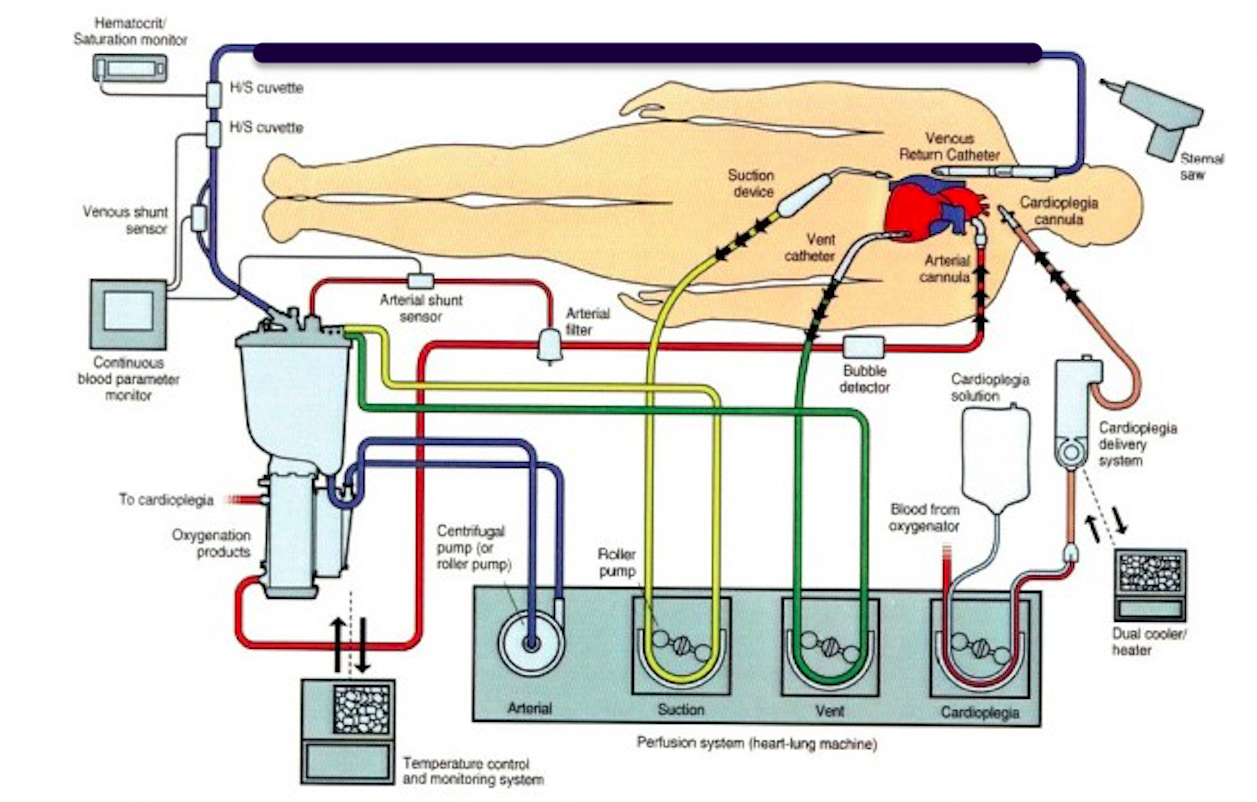 Hematocrit/
Saturation monitor
H/S cuvette
H/S cuvette
Venous
Return Catheter
Sternal
saw
Suction
device
Cardioplegia
cannula
Venous shunt
sensor
Vent
catheter
Arterial
cannula
Arterial shunt
sensor
Arterial
filter
Continuous
blood parameter
monitor
Bubble
detector
Cardioplegia
solution
Cardioplegia
delivery
system
To cardioplegia
Oxygenation
products
Blood from
oxygenator
Centrifugal
pump (or
roller pump)
Roller
pump
Dual cooler/
heater
Arterial
Suction
Vent
Cardioplegia
Perfusion system (heart-lung machine)
Temperature control
and monitoring system